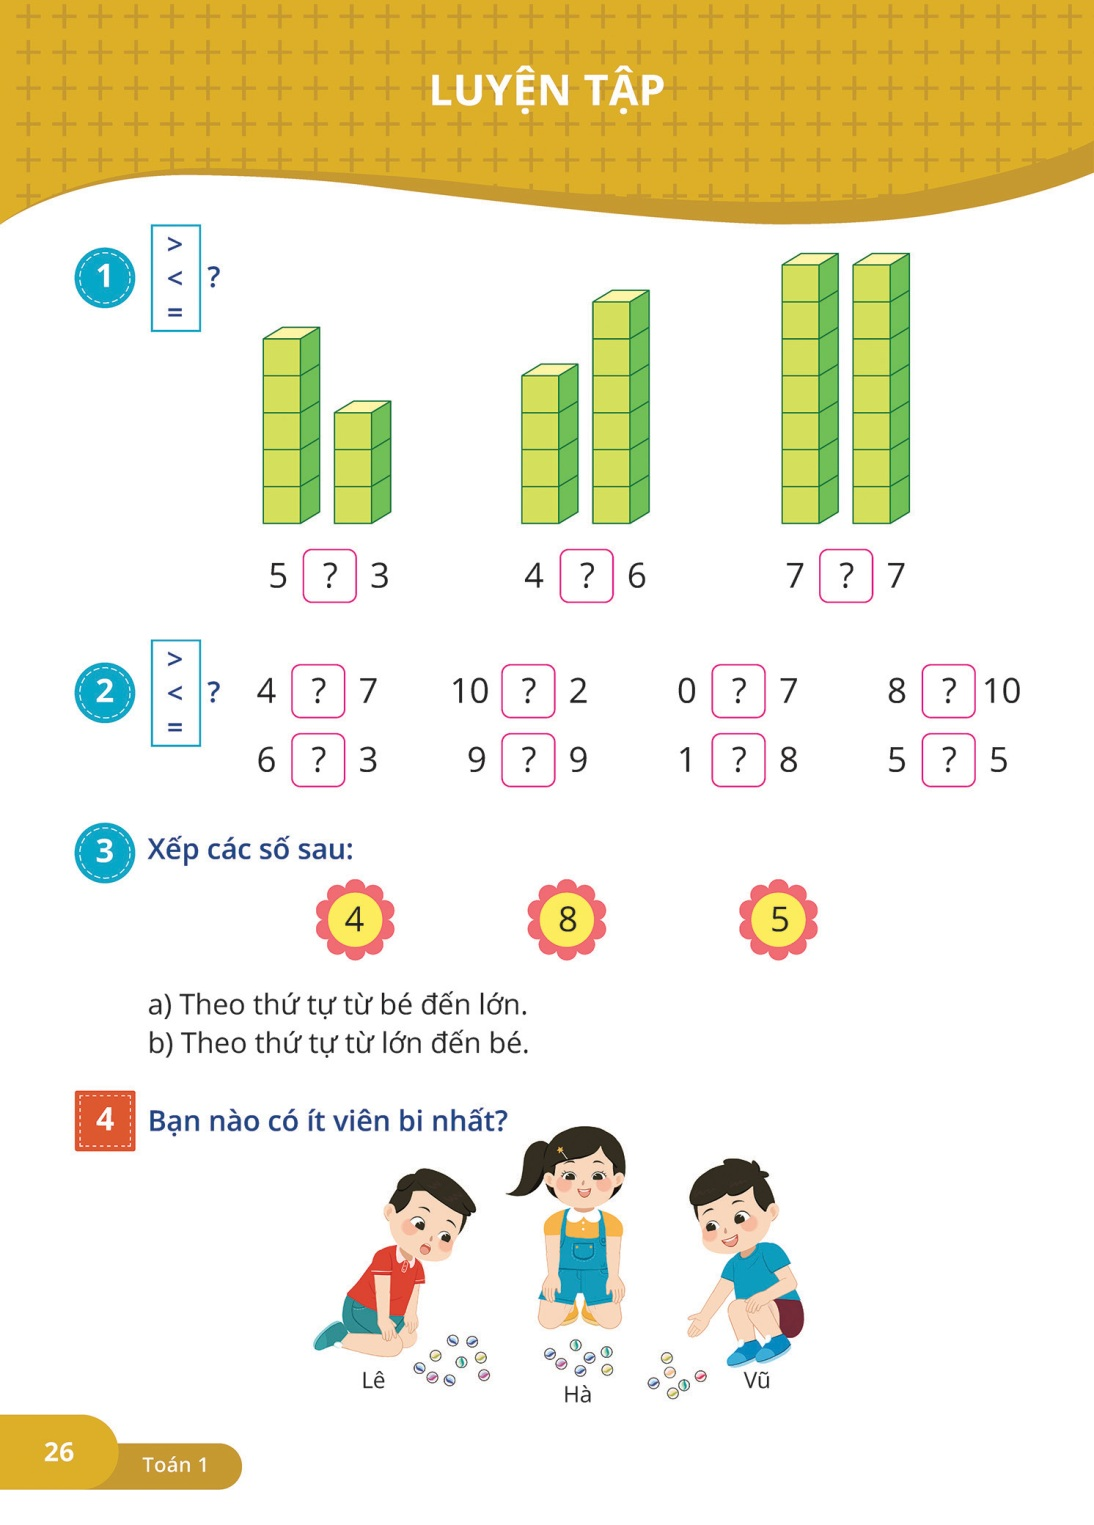 LUYỆN TẬP
1
>
<
=
?
5 ? 3
4 ? 6
7 ? 7
2
>
<
=
?
4 ? 7
10 ? 2
0 ? 7
8 ? 10
6 ? 3
9 ? 9
1 ? 8
5 ? 5
3 Xếp các số sau:
4 8 5
a) Theo thứ tự từ bé đến lớn.
b) Theo thứ tự từ lớn đến bé.
4 Bạn nào có ít viên bi nhất?
Lê
Hà
Vũ
26
Toán 1